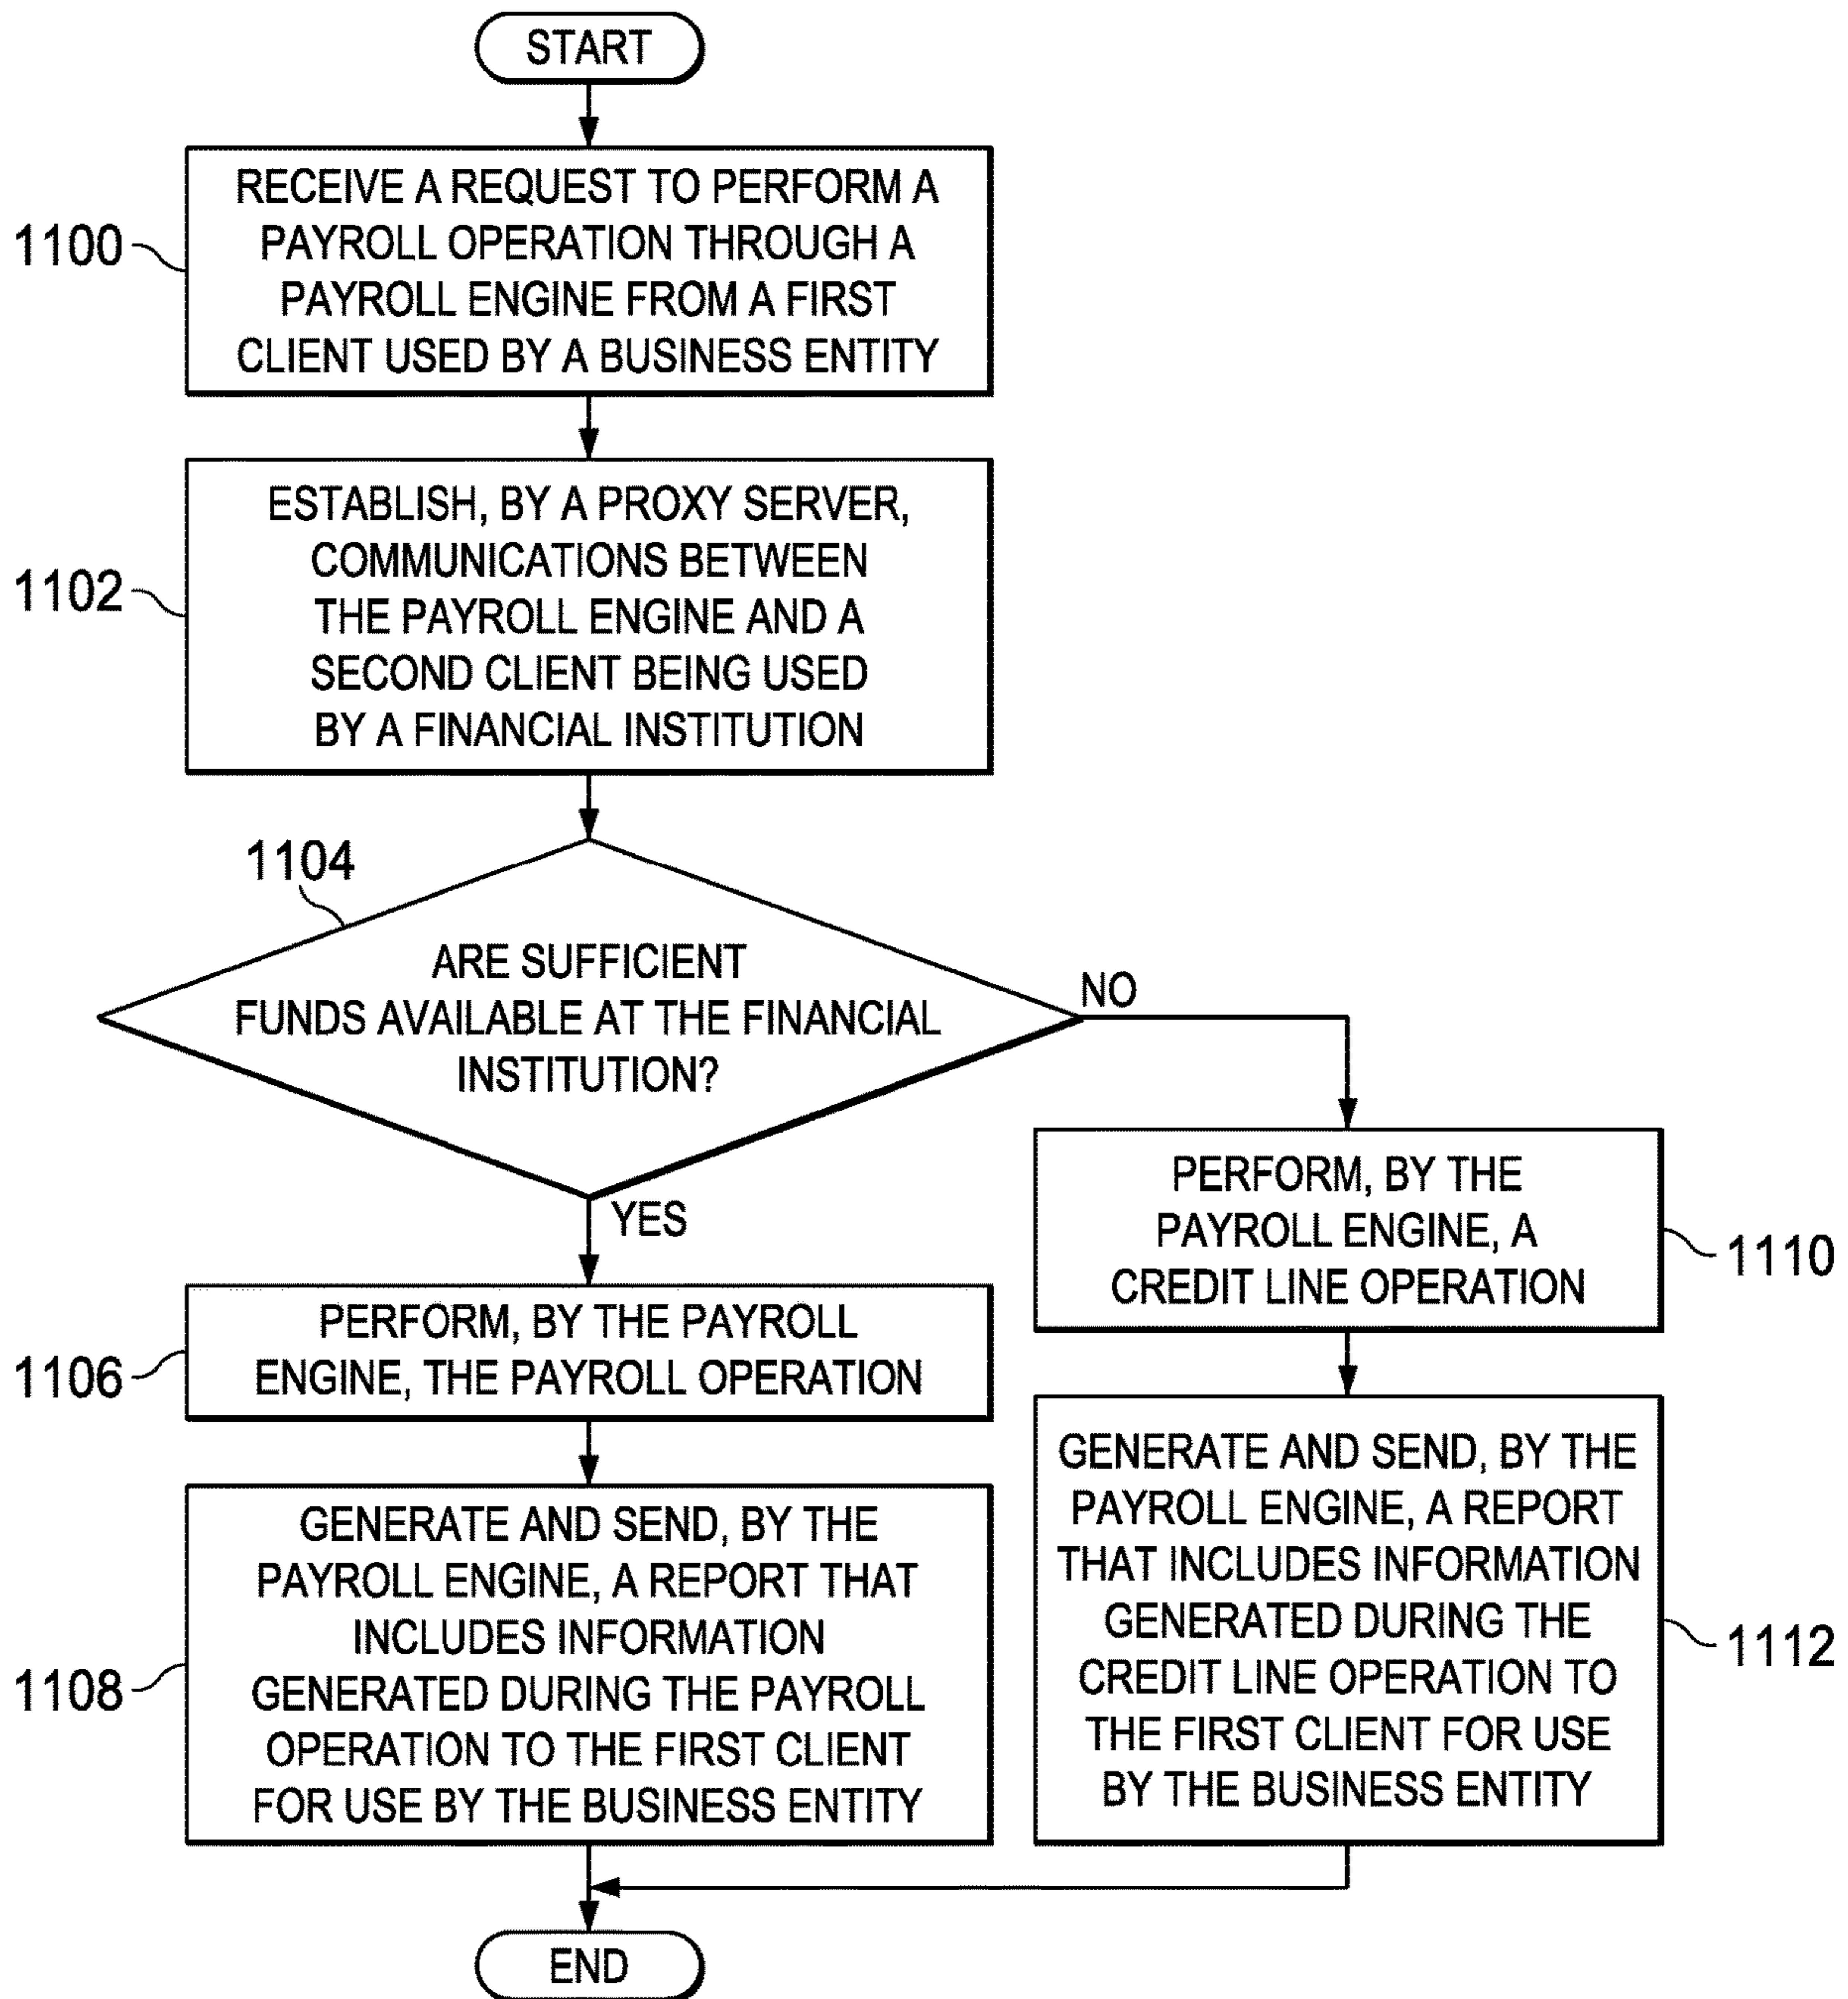 START
1100
RECEIVE A REQUEST TO PERFORM A
PAYROLL OPERATION THROUGH A
PAYROLL ENGINE FROM A FIRST
CLIENT USED BY A BUSINESS ENTITY
1102
ESTABLISH, BY A PROXY SERVER,
COMMUNICATIONS BETWEEN
THE PAYROLL ENGINE AND A
SECOND CLIENT BEING USED
BY A FINANCIAL INSTITUTION
1104
ARE SUFFICIENT
FUNDS AVAILABLE AT THE FINANCIAL
INSTITUTION?
NO
YES
1106
PERFORM, BY THE PAYROLL
ENGINE, THE PAYROLL OPERATION
1108
GENERATE AND SEND, BY THE
PAYROLL ENGINE, A REPORT THAT
INCLUDES INFORMATION
GENERATED DURING THE PAYROLL
OPERATION TO THE FIRST CLIENT
FOR USE BY THE BUSINESS ENTITY
PERFORM, BY THE
PAYROLL ENGINE, A
CREDIT LINE OPERATION
1110
GENERATE AND SEND, BY THE
PAYROLL ENGINE, A REPORT
THAT INCLUDES INFORMATION
GENERATED DURING THE
CREDIT LINE OPERATION TO
THE FIRST CLIENT FOR USE
BY THE BUSINESS ENTITY
1112
END